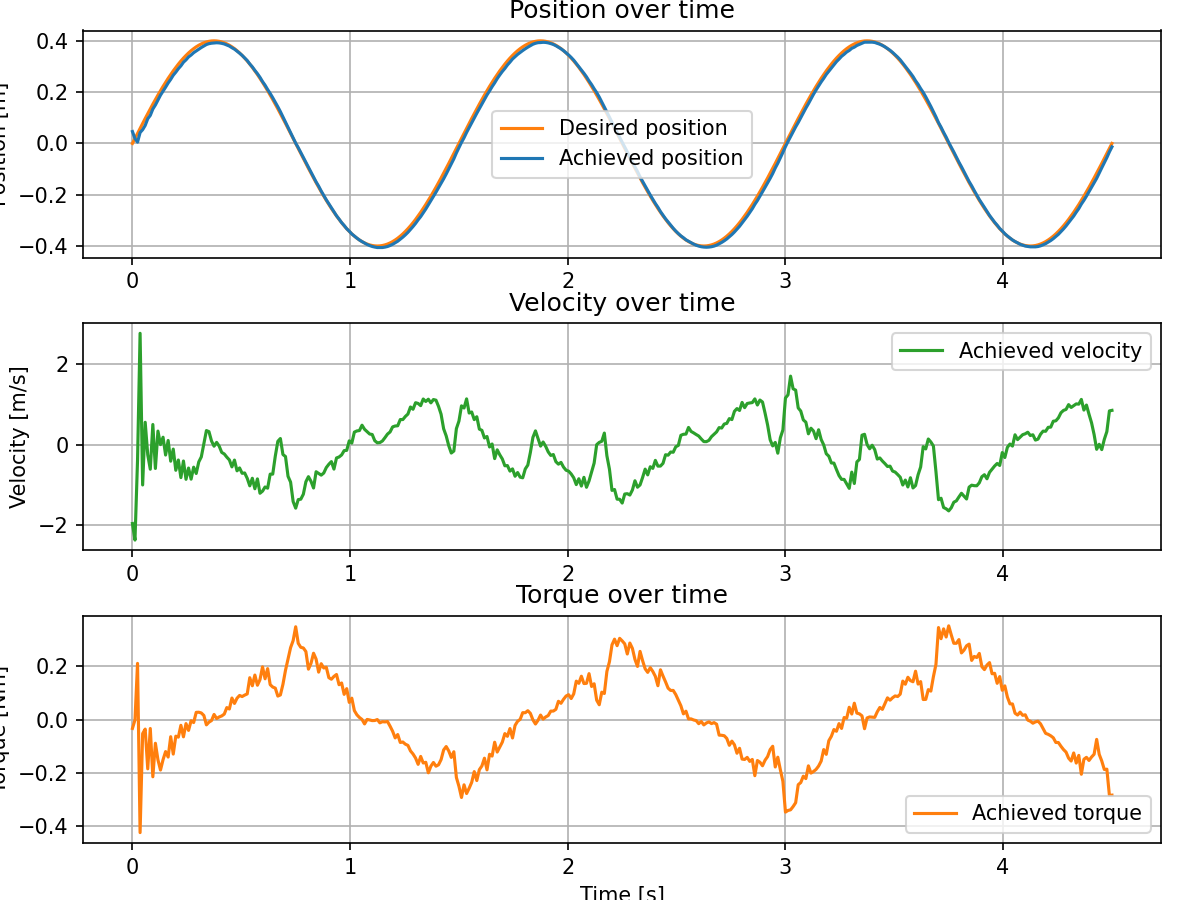 Position over time
0.4
0.2
0.0
−0.2
−0.4
Desired position
Achieved position
0 1 2 3 4
Velocity over time
Velocity [m/s]
2
0
−2
Achieved velocity
0 1 2 3 4
Torque over time
0.2
0.0
−0.2
−0.4
Achieved torque
0 1 2 3 4
Time [s]